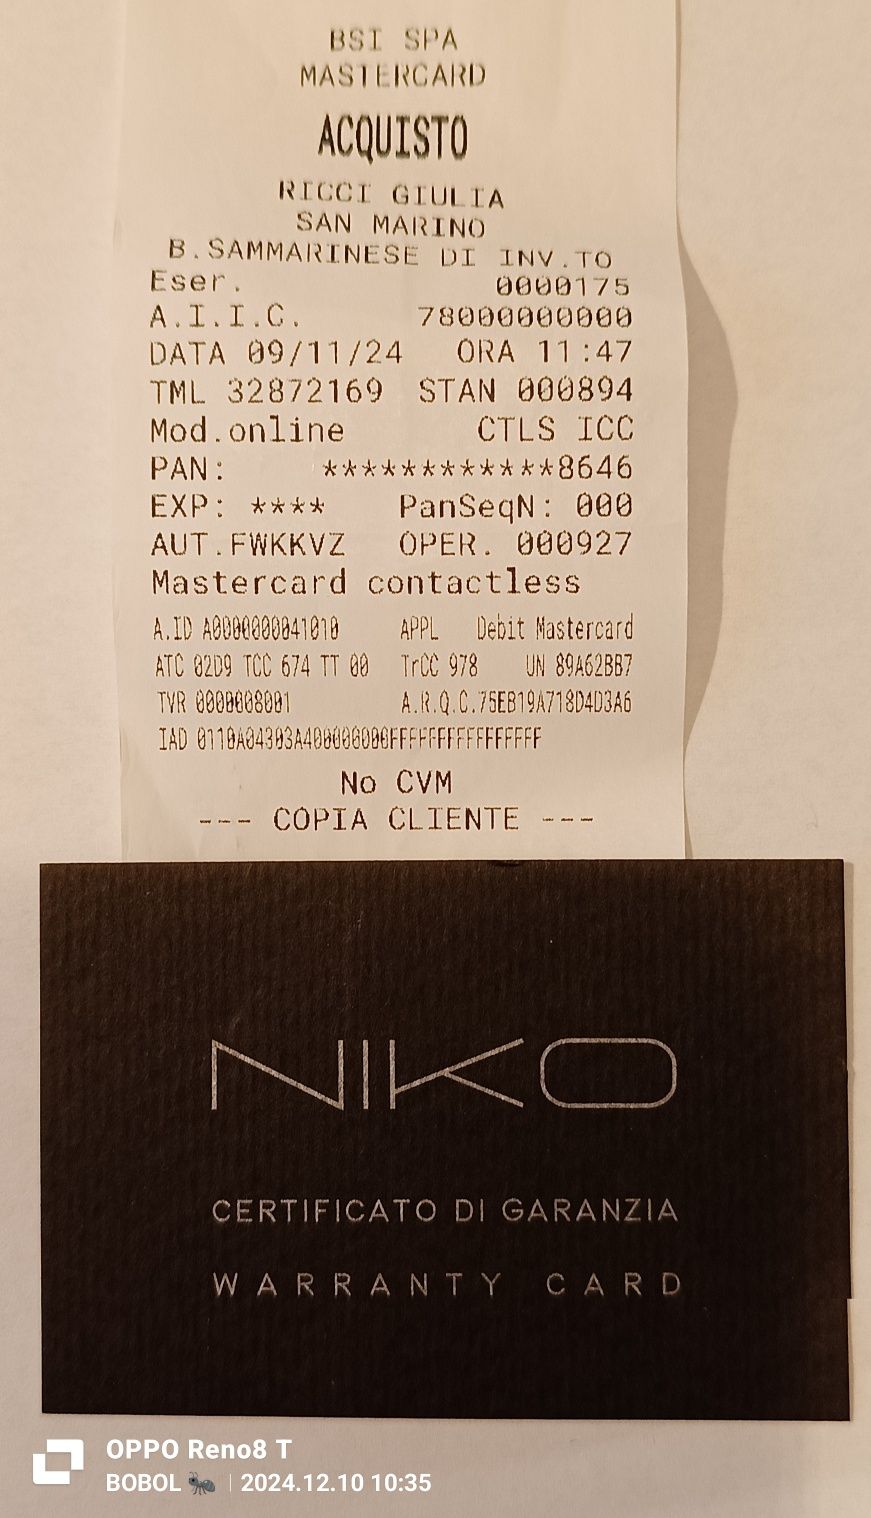 BSI SPA
MASTERCARD
ACQUISTO
RICCI GIULIA
SAN MARINO
B.SAMMARINESE DI INV.TO
Eser. 0000175
A.I.I.C. 78000000000
DATA 09/11/24 ORA 11:47
TML 32872169 STAN 000894
Mod.online CTLS ICC
PAN: ************8646
EXP: **** PanSeqN: 000
AUT.FWKKVZ OPER. 000927
Mastercard contactless
A.ID A0000000041010 APPL Debit Mastercard
ATC 02D9 TCC 674 TT 00 TrCC 978 UN 89A62BB7
TVR 0000008001 A.R.Q.C.75EB19A718D4D3A6
IAD 0110A04303A400000000FFFFFFFFFFFFFFFFFF
No CVM
--- COPIA CLIENTE ---
NIKO
CERTIFICATO DI GARANZIA
WARRANTY CARD
OPPO Reno8 T
BOBOL 🐜 | 2024.12.10 10:35